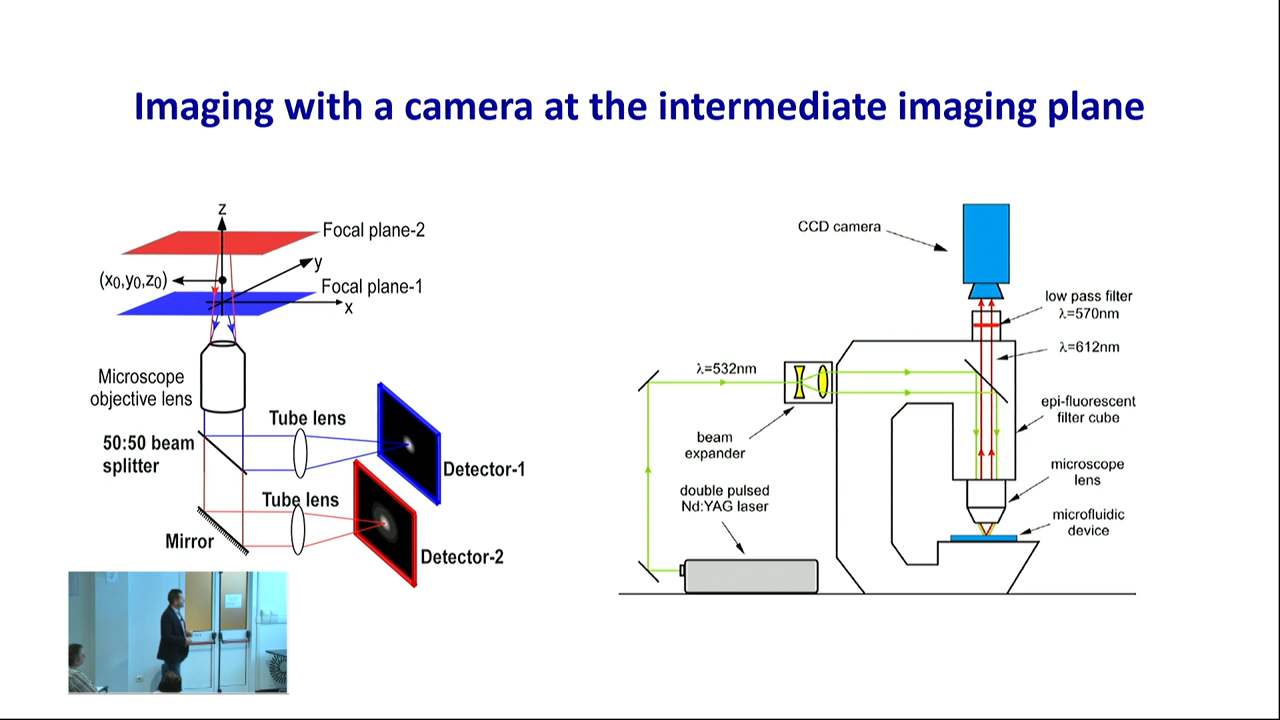 Imaging with a camera at the intermediate imaging plane
z
Focal plane-2
y
(x₀,y₀,z₀)
Focal plane-1
x
Microscope
objective lens
Tube lens
50:50 beam
splitter
Detector-1
Tube lens
Mirror
Detector-2
CCD camera
low pass filter
λ=570nm
λ=612nm
λ=532nm
epi-fluorescent
filter cube
beam
expander
microscope
lens
double pulsed
Nd:YAG laser
microfluidic
device